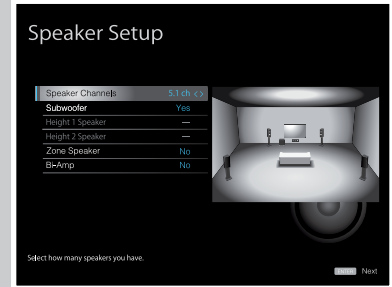 Speaker Setup
Speaker Channels 5.1 ch <>
Subwoofer Yes
Height 1 Speaker —
Height 2 Speaker —
Zone Speaker No
Bi-Amp No
Select how many speakers you have.
ENTER Next